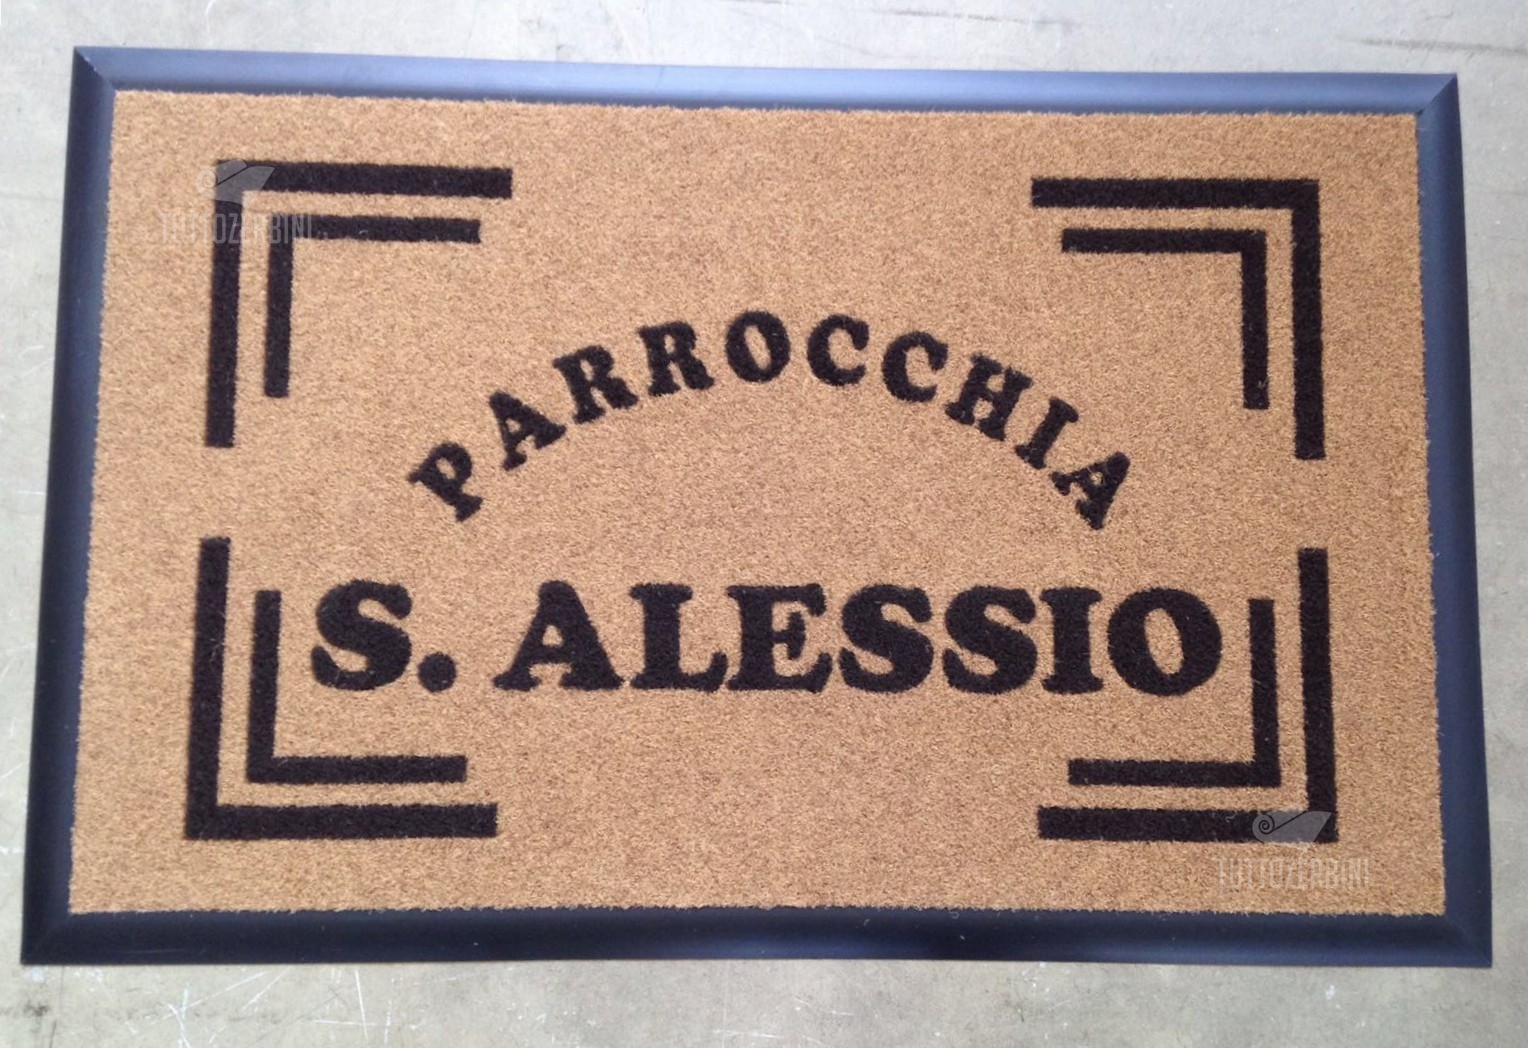 TUTTOZERBINI
PARROCCHIA
S. ALESSIO
TUTTOZERBINI